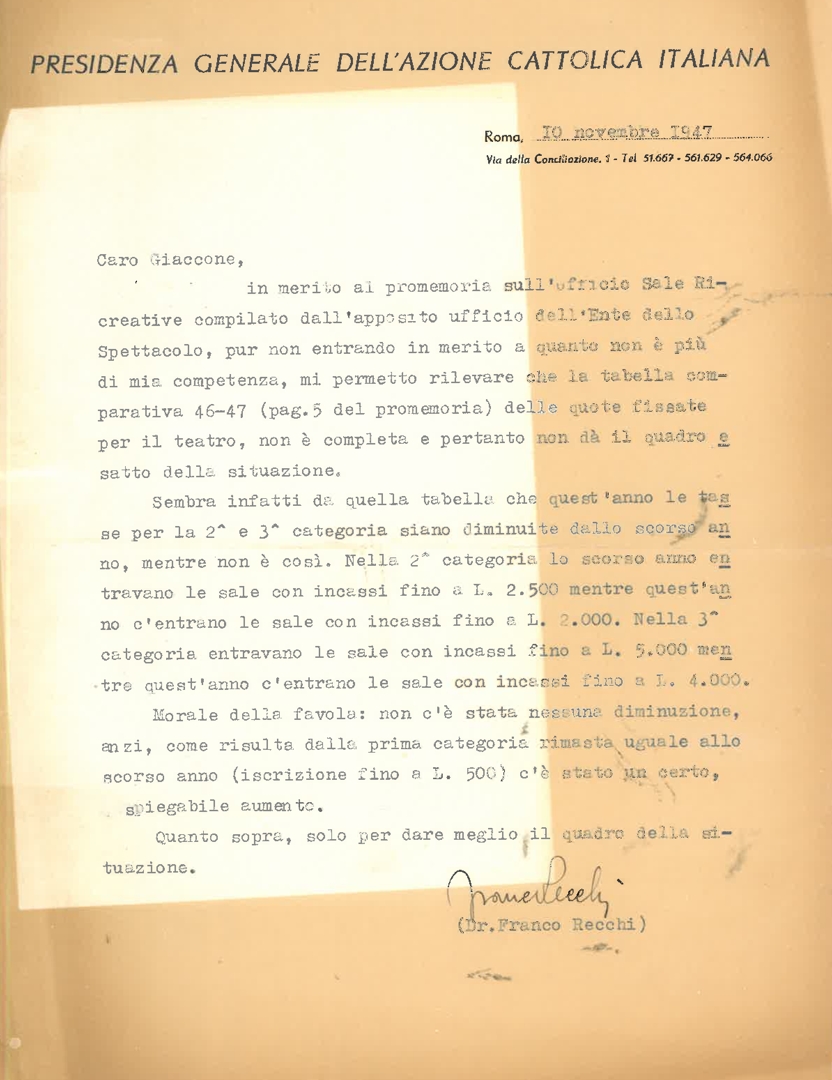 PRESIDENZA GENERALE DELL'AZIONE CATTOLICA ITALIANA
Roma, 10 novembre 1947
Via della Conciliazione, 1 - Tel 51.667 - 561.629 - 564.066
Caro Giaccone,
in merito al promemoria sull'ufficio Sale Ri-
creative compilato dall'apposito ufficio dell'Ente dello
Spettacolo, pur non entrando in merito a quanto non è più
di mia competenza, mi permetto rilevare che la tabella com-
parativa 46-47 (pag.5 del promemoria) delle quote fissate
per il teatro, non è completa e pertanto non dà il quadro e
satto della situazione.
Sembra infatti da quella tabella che quest'anno le tas
se per la 2^ e 3^ categoria siano diminuite dallo scorso an
no, mentre non è così. Nella 2^ categoria lo scorso anno en
travano le sale con incassi fino a L. 2.500 mentre quest'an
no c'entrano le sale con incassi fino a L. 2.000. Nella 3^
categoria entravano le sale con incassi fino a L. 5.000 men
tre quest'anno c'entrano le sale con incassi fino a L. 4.000.
Morale della favola: non c'è stata nessuna diminuzione,
anzi, come risulta dalla prima categoria rimasta uguale allo
scorso anno (iscrizione fino a L. 500) c'è stato un certo,
spiegabile aumento.
Quanto sopra, solo per dare meglio il quadro della si-
tuazione.
Franco Recchi
(Dr.Franco Recchi)